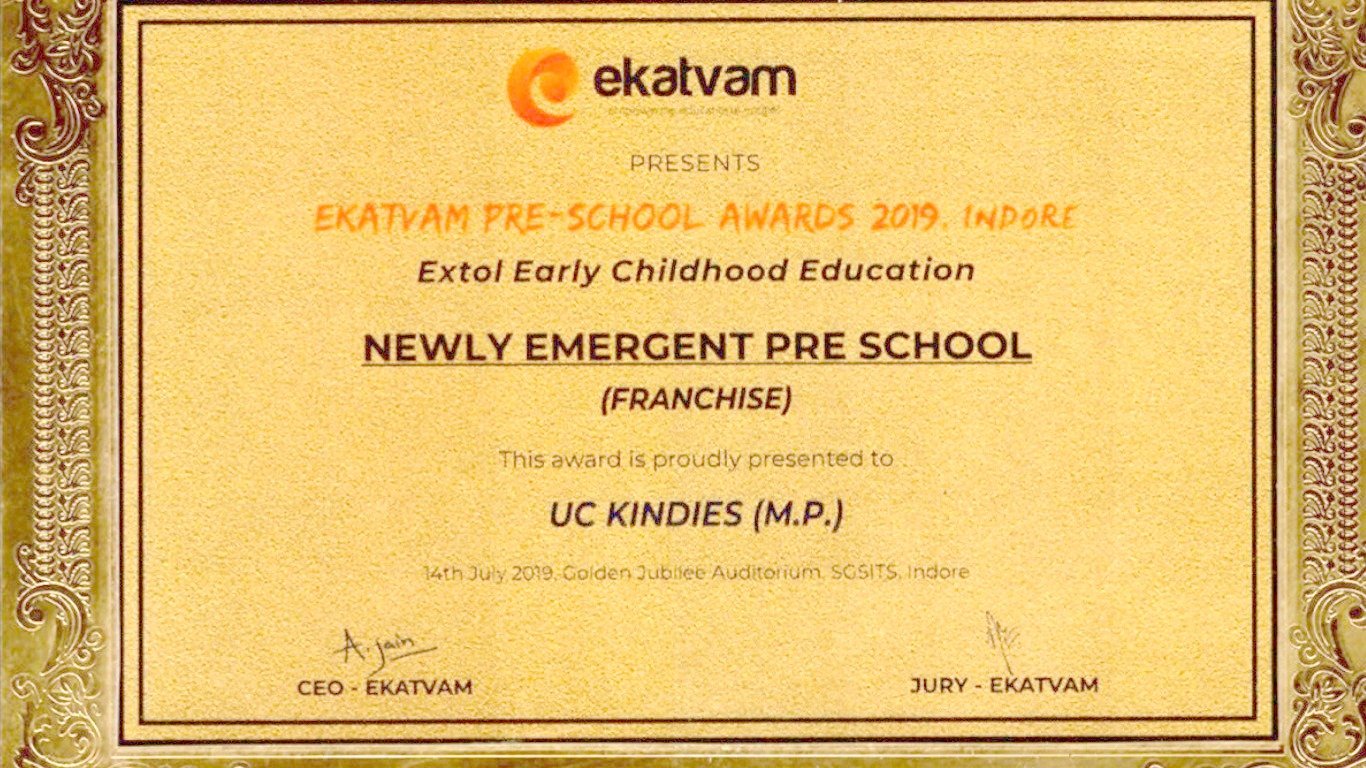 ekatvam
PRESENTS
EKATVAM PRE-SCHOOL AWARDS 2019, INDORE
Extol Early Childhood Education
NEWLY EMERGENT PRE SCHOOL
(FRANCHISE)
This award is proudly presented to
UC KINDIES (M.P.)
14th July 2019, Golden Jubilee Auditorium, SGSITS, Indore
A. jain
CEO - EKATVAM
JURY - EKATVAM